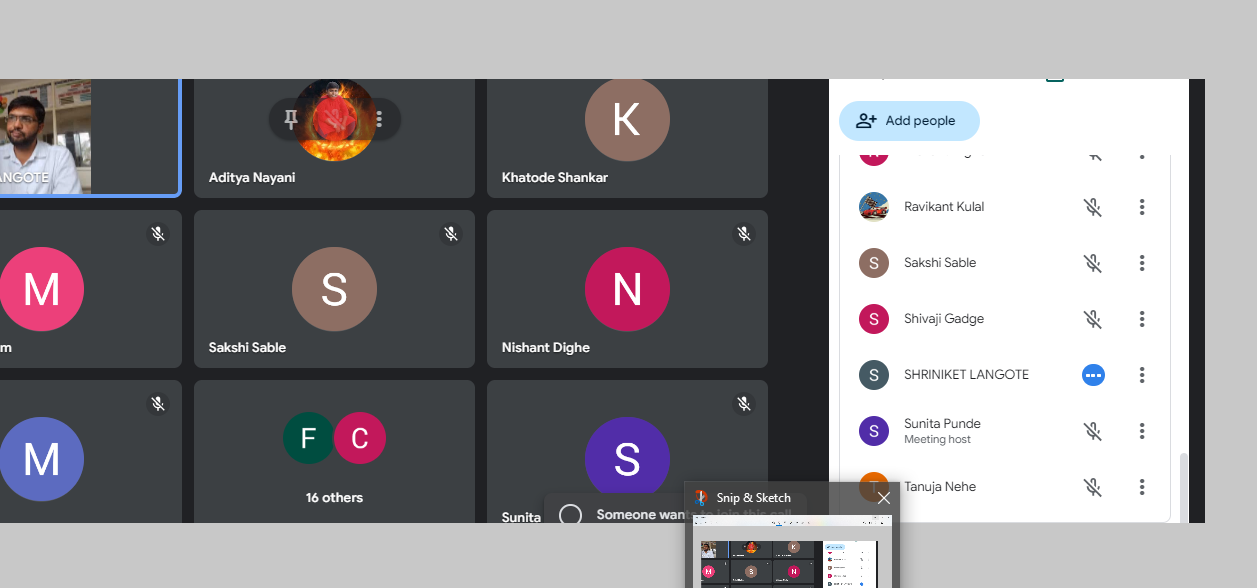 ANGOTE
Aditya Nayani
K
Khatode Shankar
M
m
S
Sakshi Sable
N
Nishant Dighe
M
F C
16 others
S
Sunita
Someone wants to join this call
Add people
Ravikant Kulal
S Sakshi Sable
S Shivaji Gadge
S SHRINIKET LANGOTE
S Sunita Punde
Meeting host
T Tanuja Nehe
Snip & Sketch